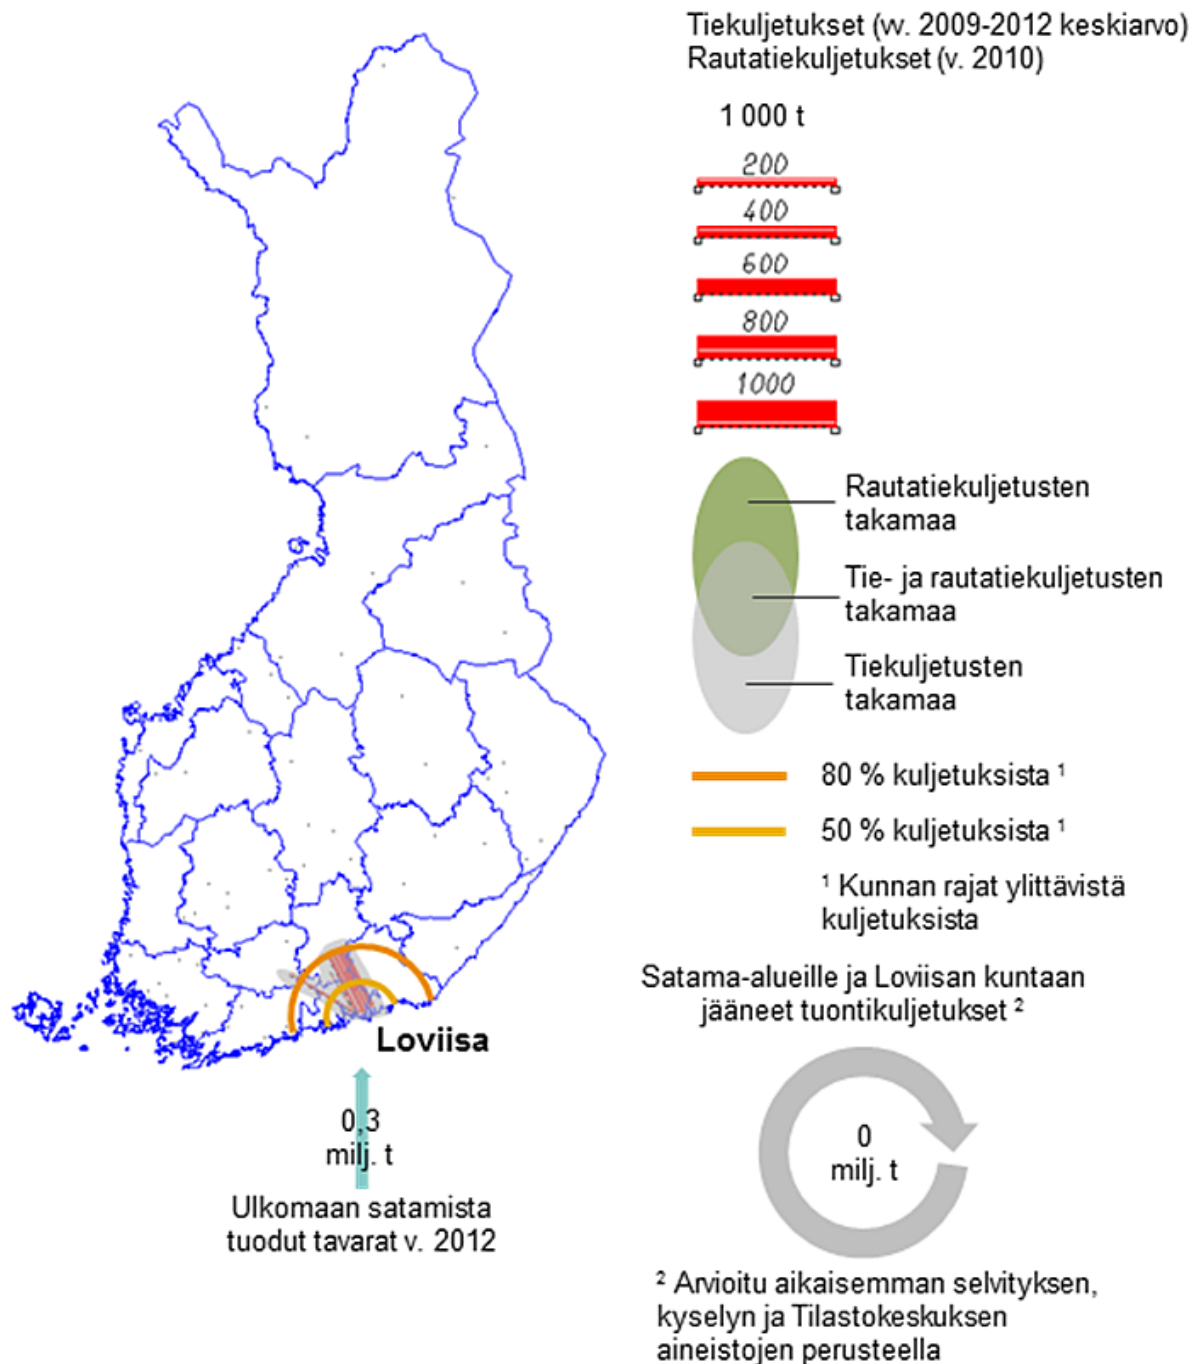 Tiekuljetukset (vv. 2009-2012 keskiarvo)
Rautatiekuljetukset (v. 2010)
1 000 t
200
400
600
800
1000
Rautatiekuljetusten
takamaa
Tie- ja rautatiekuljetusten
takamaa
Tiekuljetusten
takamaa
80 % kuljetuksista ¹
50 % kuljetuksista ¹
¹ Kunnan rajat ylittävistä
kuljetuksista
Satama-alueille ja Loviisan kuntaan
jääneet tuontikuljetukset ²
0
milj. t
² Arvioitu aikaisemman selvityksen,
kyselyn ja Tilastokeskuksen
aineistojen perusteella
Loviisa
0,3
milj. t
Ulkomaan satamista
tuodut tavarat v. 2012